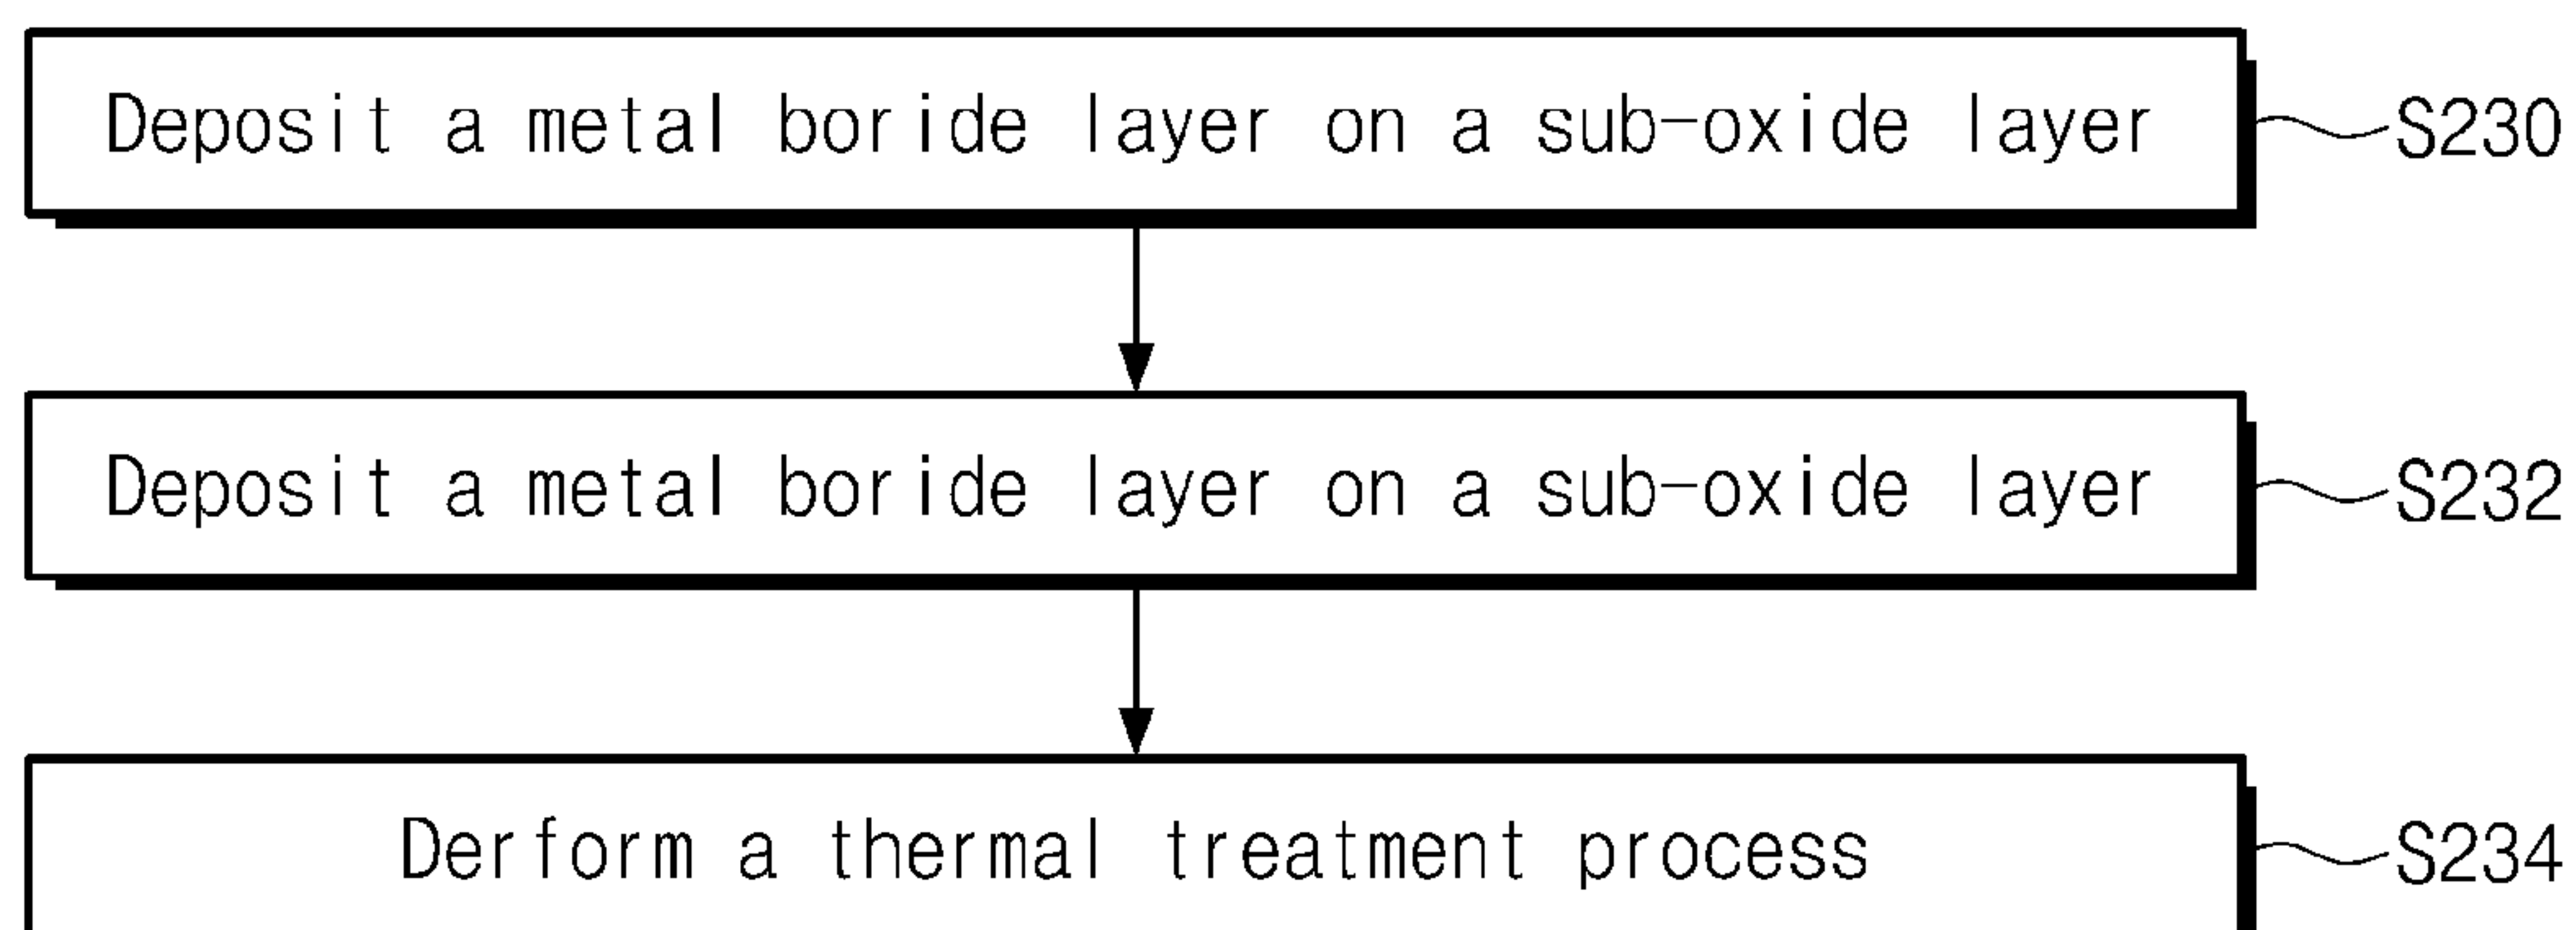 Deposit a metal boride layer on a sub-oxide layer S230
Deposit a metal boride layer on a sub-oxide layer S232
Derform a thermal treatment process S234